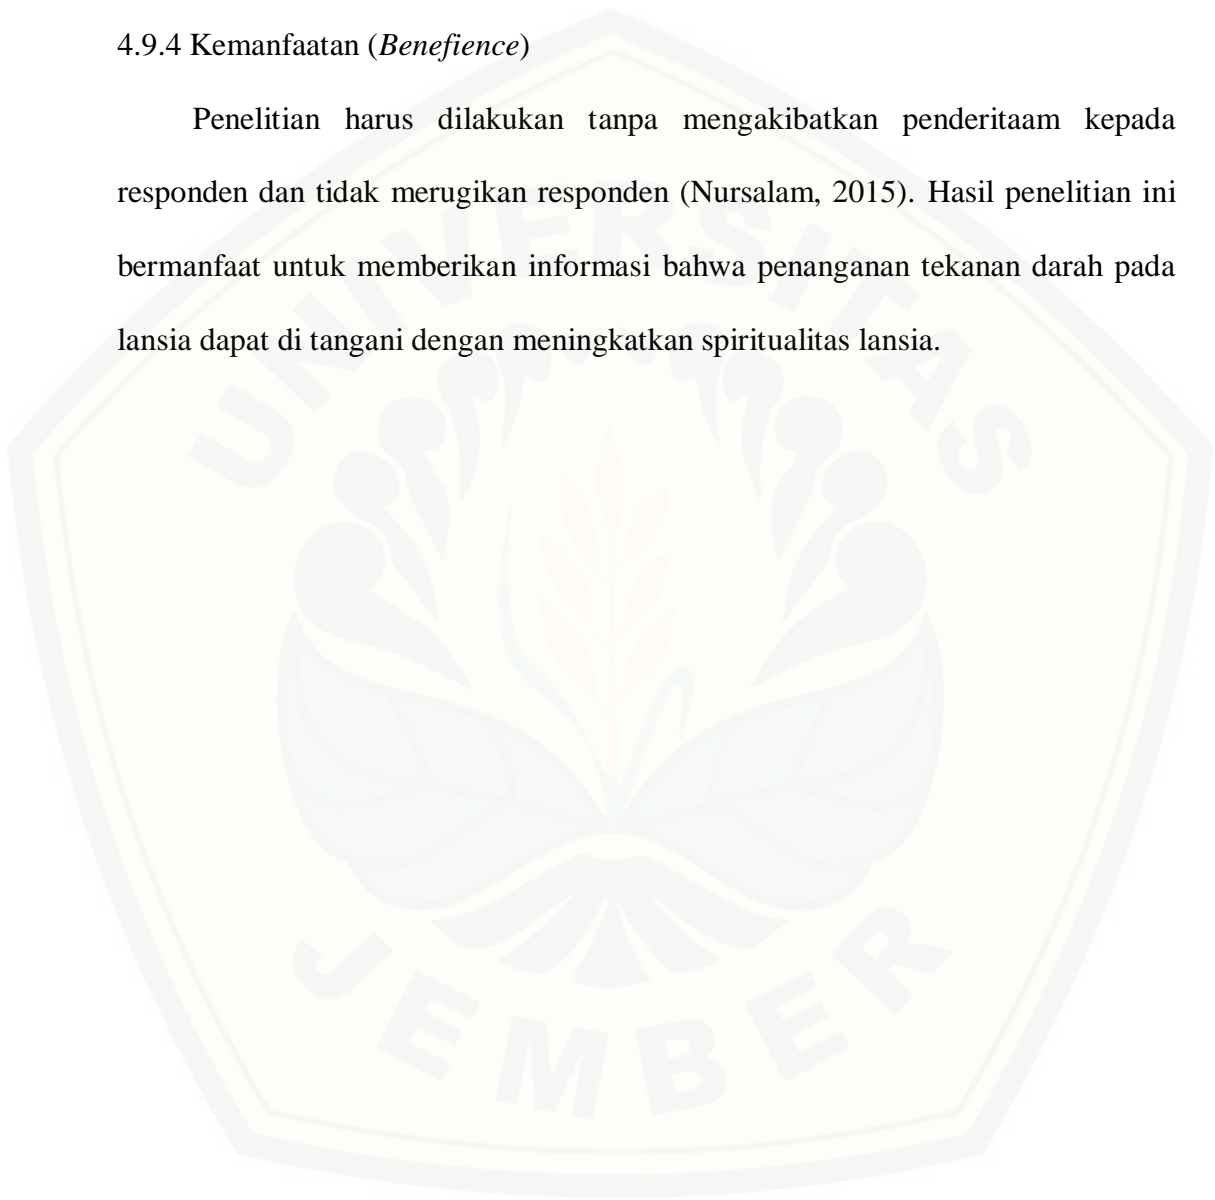 4.9.4 Kemanfaatan (Benefience)
Penelitian harus dilakukan tanpa mengakibatkan penderitaam kepada
responden dan tidak merugikan responden (Nursalam, 2015). Hasil penelitian ini
bermanfaat untuk memberikan informasi bahwa penanganan tekanan darah pada
lansia dapat di tangani dengan meningkatkan spiritualitas lansia.
UNIVERSITAS
JEMBER